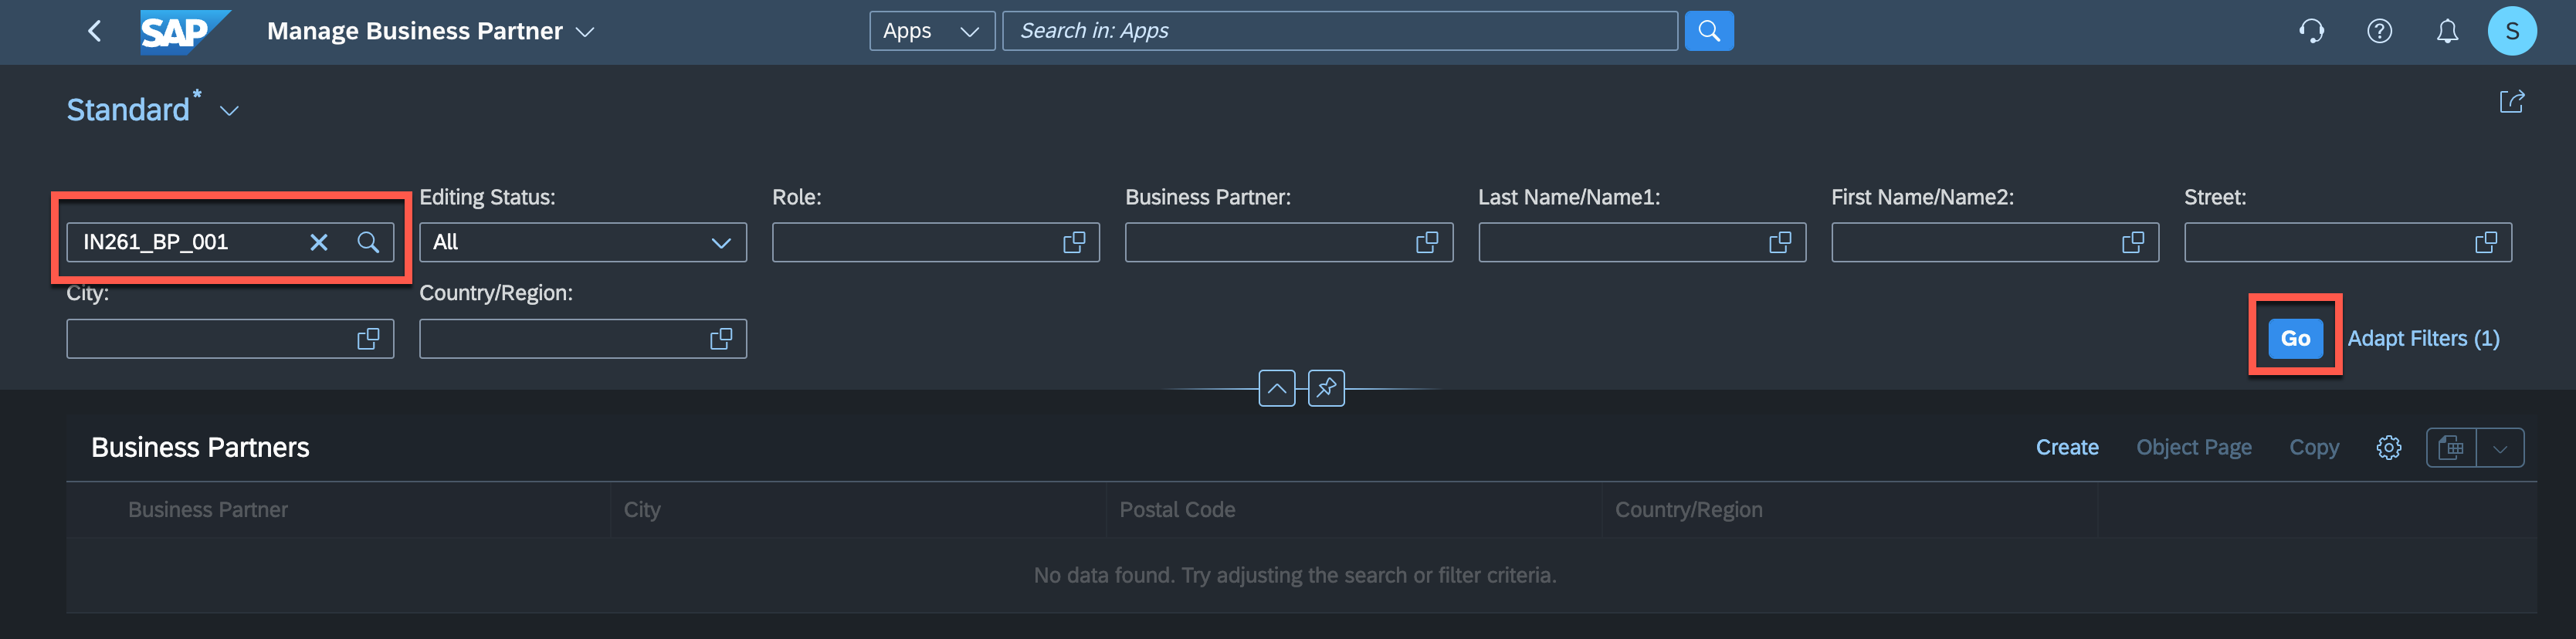 SAP Manage Business Partner Apps Search in: Apps S
Standard*
Editing Status: Role: Business Partner: Last Name/Name1: First Name/Name2: Street:
IN261_BP_001 All
City: Country/Region:
Go Adapt Filters (1)
Business Partners Create Object Page Copy
Business Partner City Postal Code Country/Region
No data found. Try adjusting the search or filter criteria.